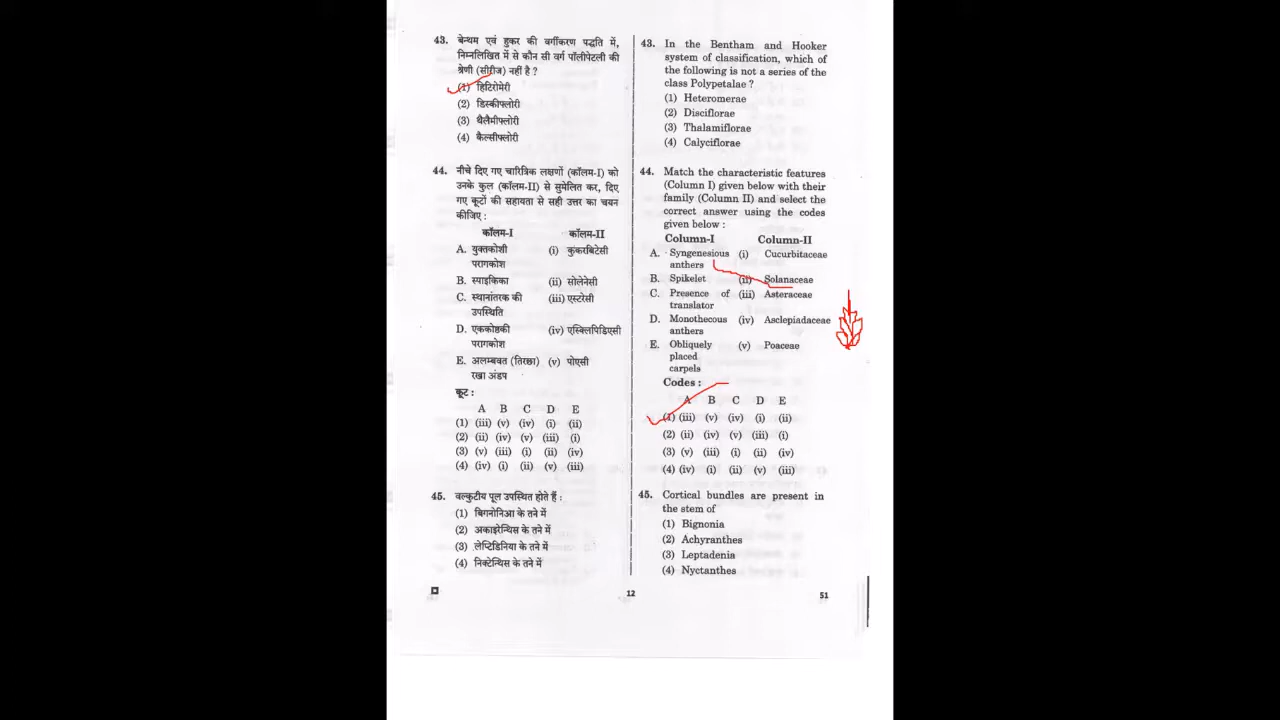 43. बेन्थम एवं हुकर की वर्गीकरण पद्धति में,
निम्नलिखित में से कौन सी वर्ग पॉलीपेटली की
श्रेणी (सीरीज) नहीं है ?
(1) हिटिरोमेरी
(2) डिस्कीफ्लोरी
(3) थैलैमीफ्लोरी
(4) कैल्सीफ्लोरी
44. नीचे दिए गए चारित्रिक लक्षणों (कॉलम-I) को
उनके कुल (कॉलम-II) से सुमेलित कर, दिए
गए कूटों की सहायता से सही उत्तर का चयन
कीजिए :
कॉलम-I कॉलम-II
A. युक्तकोशी (i) कुंकरबिटेसी
परागकोश
B. स्पाइकिका (ii) सोलेनेसी
C. स्थानांतरक की (iii) एस्टरेसी
उपस्थिति
D. एककोष्ठकी (iv) एस्क्लिपिडिएसी
परागकोश
E. अलम्बवत (तिरछा) (v) पोएसी
रखा अंडप
कूट :
A B C D E
(1) (iii) (v) (iv) (i) (ii)
(2) (ii) (iv) (v) (iii) (i)
(3) (v) (iii) (i) (ii) (iv)
(4) (iv) (i) (ii) (v) (iii)
45. वल्कुटीय पूल उपस्थित होते हैं :
(1) बिगनोनिआ के तने में
(2) अकाइरेन्थिस के तने में
(3) लेप्टिडिनिया के तने में
(4) निक्टेन्थिस के तने में
43. In the Bentham and Hooker
system of classification, which of
the following is not a series of the
class Polypetalae ?
(1) Heteromerae
(2) Disciflorae
(3) Thalamiflorae
(4) Calyciflorae
44. Match the characteristic features
(Column I) given below with their
family (Column II) and select the
correct answer using the codes
given below :
Column-I Column-II
A. Syngenesious (i) Cucurbitaceae
anthers
B. Spikelet (ii) Solanaceae
C. Presence of (iii) Asteraceae
translator
D. Monothecous (iv) Asclepiadaceae
anthers
E. Obliquely (v) Poaceae
placed
carpels
Codes :
A B C D E
(1) (iii) (v) (iv) (i) (ii)
(2) (ii) (iv) (v) (iii) (i)
(3) (v) (iii) (i) (ii) (iv)
(4) (iv) (i) (ii) (v) (iii)
45. Cortical bundles are present in
the stem of
(1) Bignonia
(2) Achyranthes
(3) Leptadenia
(4) Nyctanthes
12 51